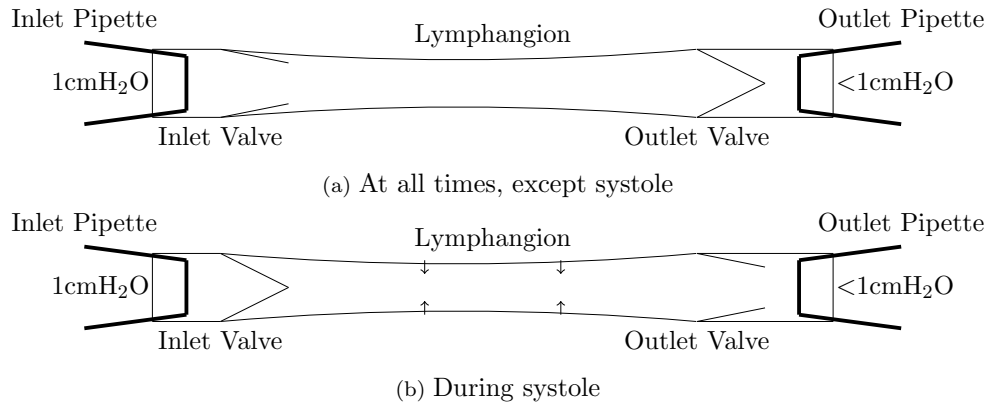 Inlet Pipette Outlet Pipette
Lymphangion
1cmH₂O <1cmH₂O
Inlet Valve Outlet Valve
(a) At all times, except systole
Inlet Pipette Outlet Pipette
Lymphangion
1cmH₂O <1cmH₂O
Inlet Valve Outlet Valve
(b) During systole